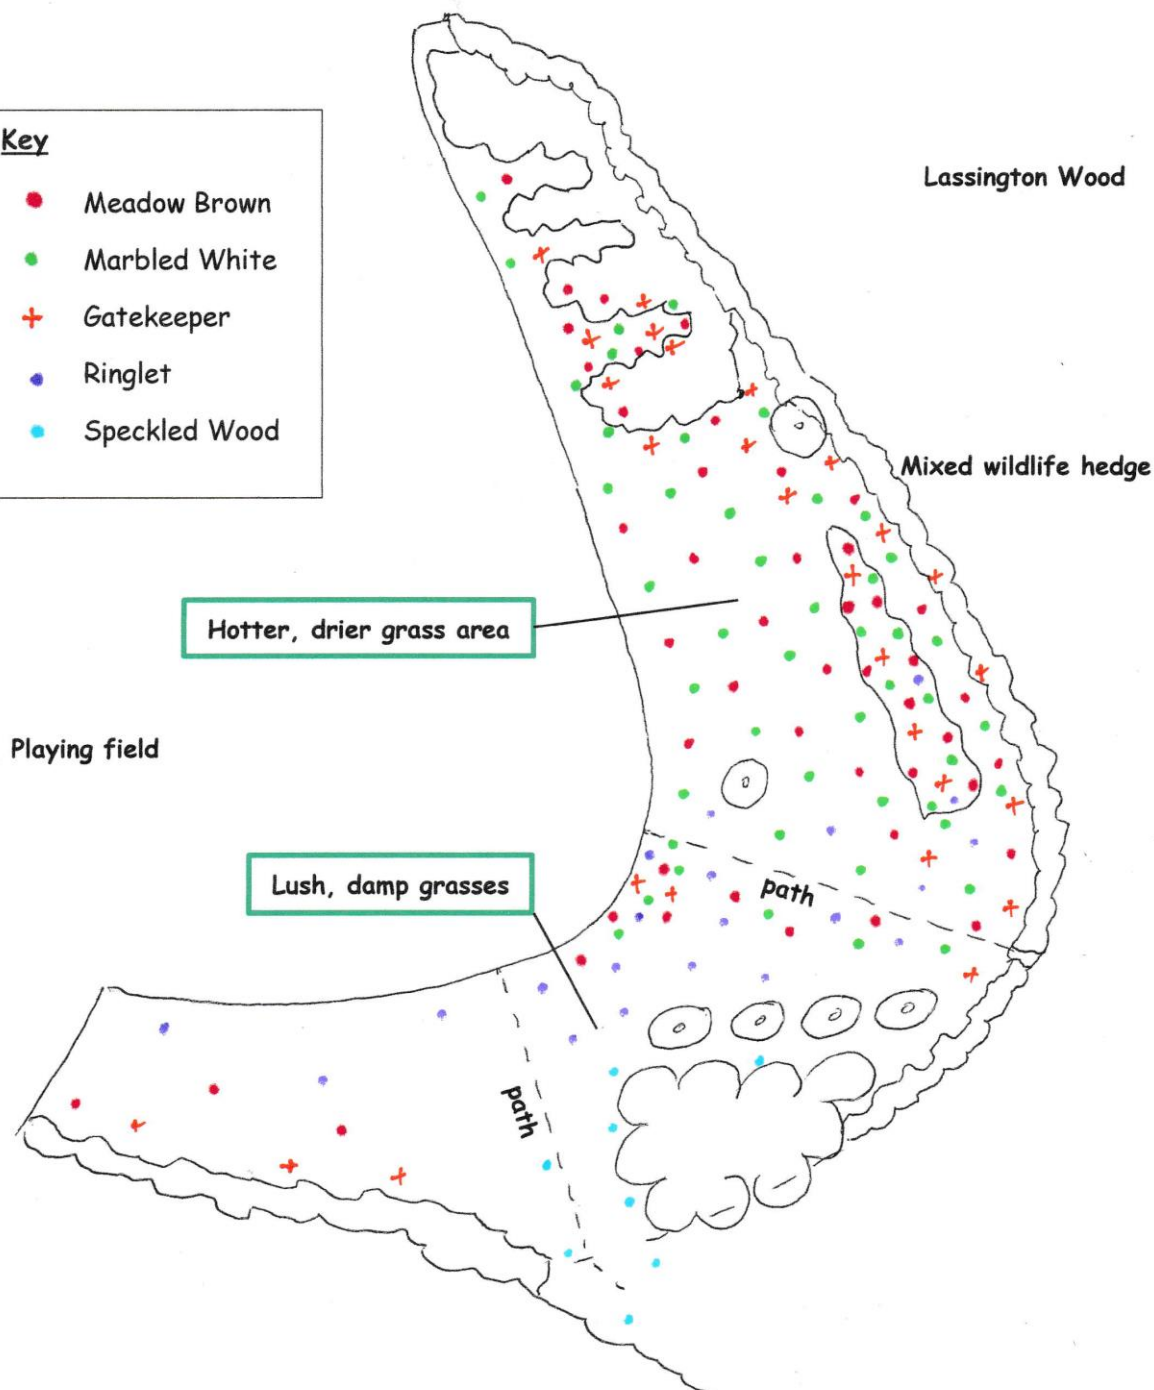 Key
Meadow Brown
Marbled White
Gatekeeper
Ringlet
Speckled Wood
Lassington Wood
Mixed wildlife hedge
Hotter, drier grass area
Playing field
Lush, damp grasses
path
path